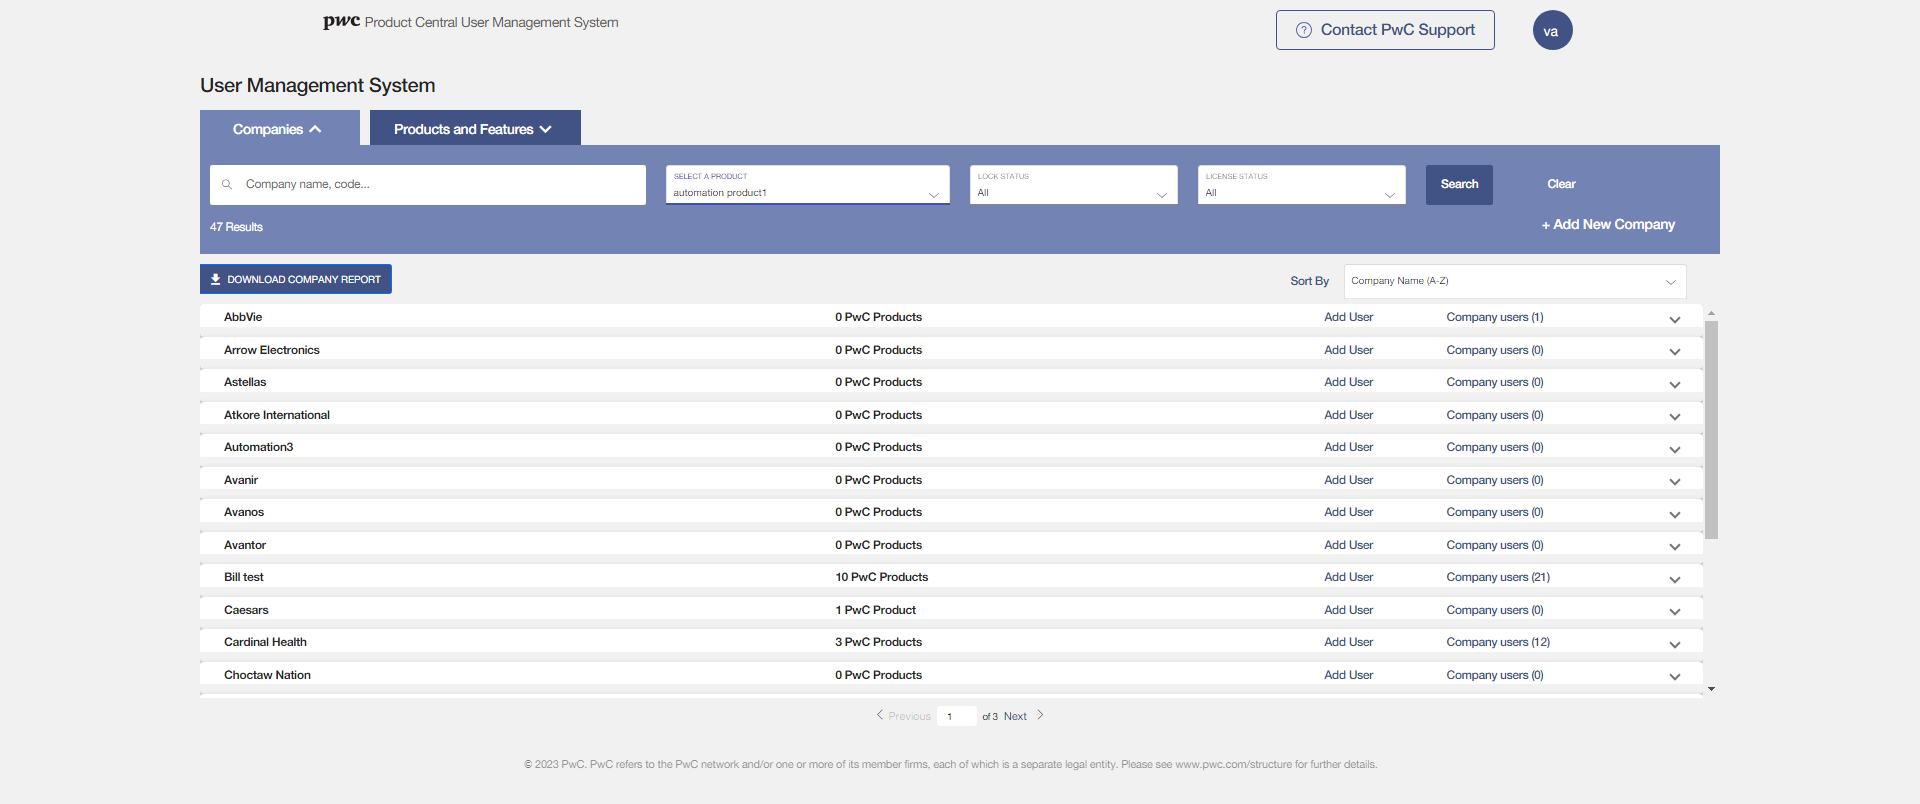 pwc Product Central User Management System
? Contact PwC Support
va
User Management System
Companies
Products and Features
Company name, code...
SELECT A PRODUCT
automation product1
LOCK STATUS
All
LICENSE STATUS
All
Search
Clear
47 Results
+ Add New Company
DOWNLOAD COMPANY REPORT
Sort By
Company Name (A-Z)
AbbVie 0 PwC Products Add User Company users (1)
Arrow Electronics 0 PwC Products Add User Company users (0)
Astellas 0 PwC Products Add User Company users (0)
Atkore International 0 PwC Products Add User Company users (0)
Automation3 0 PwC Products Add User Company users (0)
Avanir 0 PwC Products Add User Company users (0)
Avanos 0 PwC Products Add User Company users (0)
Avantor 0 PwC Products Add User Company users (0)
Bill test 10 PwC Products Add User Company users (21)
Caesars 1 PwC Product Add User Company users (0)
Cardinal Health 3 PwC Products Add User Company users (12)
Choctaw Nation 0 PwC Products Add User Company users (0)
Previous 1 of 3 Next
© 2023 PwC. PwC refers to the PwC network and/or one or more of its member firms, each of which is a separate legal entity. Please see www.pwc.com/structure for further details.